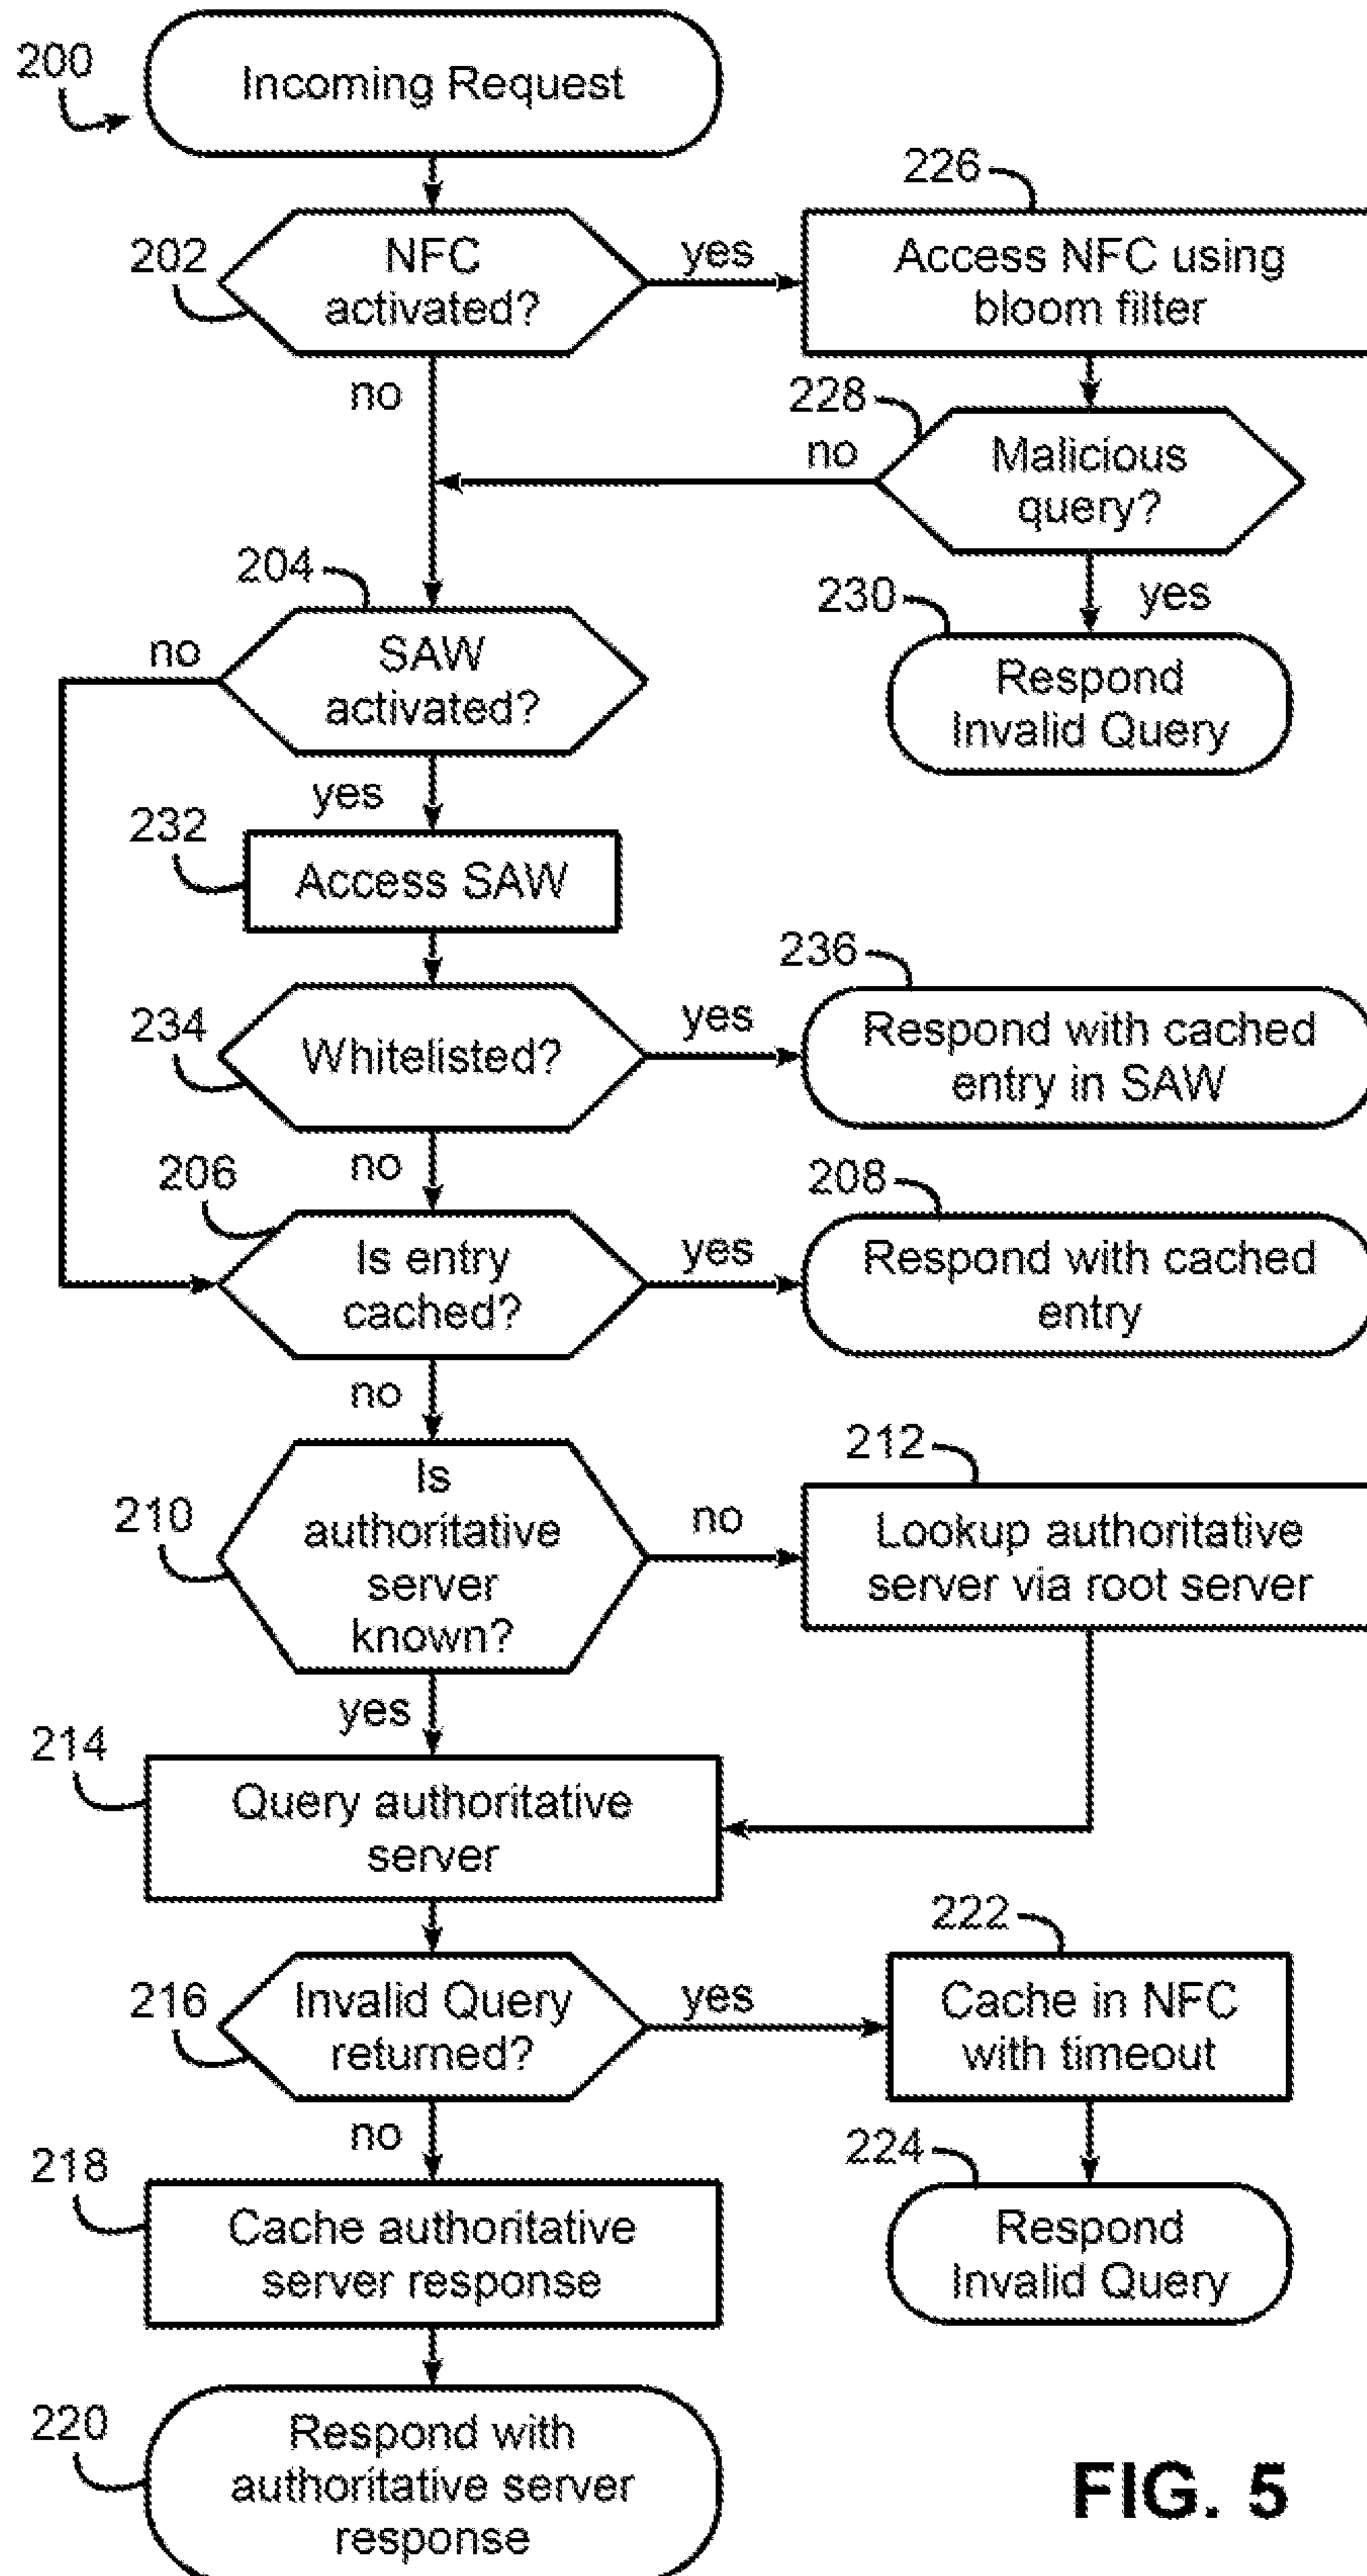 200
Incoming Request
226
202
NFC
activated?
yes
Access NFC using
bloom filter
no
228
no
Malicious
query?
204
230
yes
no
SAW
activated?
Respond
Invalid Query
yes
232
Access SAW
236
234
Whitelisted?
yes
Respond with cached
entry in SAW
206
no
208
Is entry
cached?
yes
Respond with cached
entry
no
212
210
Is
authoritative
server
known?
no
Lookup authoritative
server via root server
yes
214
Query authoritative
server
222
216
Invalid Query
returned?
yes
Cache in NFC
with timeout
no
224
218
Cache authoritative
server response
Respond
Invalid Query
220
Respond with
authoritative server
response
FIG. 5